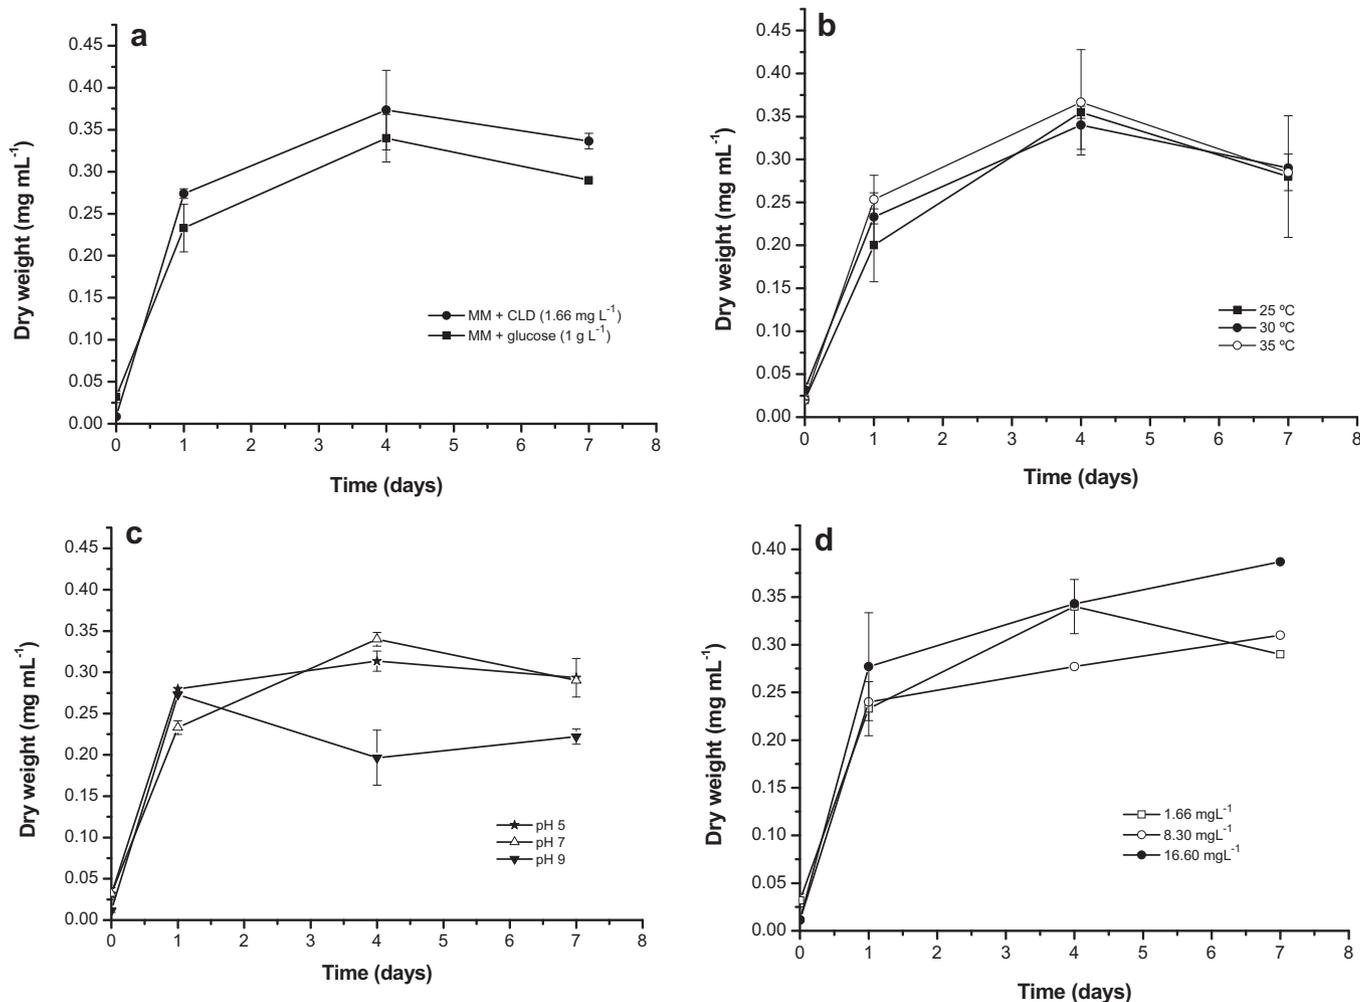 a
0.45
0.40
0.35
0.30
0.25
0.20
0.15
0.10
0.05
0.00
Dry weight (mg mL⁻¹)
MM + CLD (1.66 mg L⁻¹)
MM + glucose (1 g L⁻¹)
0 1 2 3 4 5 6 7 8
Time (days)
b
0.45
0.40
0.35
0.30
0.25
0.20
0.15
0.10
0.05
0.00
Dry weight (mg mL⁻¹)
25 ºC
30 ºC
35 ºC
0 1 2 3 4 5 6 7 8
Time (days)
c
0.45
0.40
0.35
0.30
0.25
0.20
0.15
0.10
0.05
0.00
Dry weight (mg mL⁻¹)
pH 5
pH 7
pH 9
0 1 2 3 4 5 6 7 8
Time (days)
d
0.40
0.35
0.30
0.25
0.20
0.15
0.10
0.05
0.00
Dry weight (mg mL⁻¹)
1.66 mgL⁻¹
8.30 mgL⁻¹
16.60 mgL⁻¹
0 1 2 3 4 5 6 7 8
Time (days)